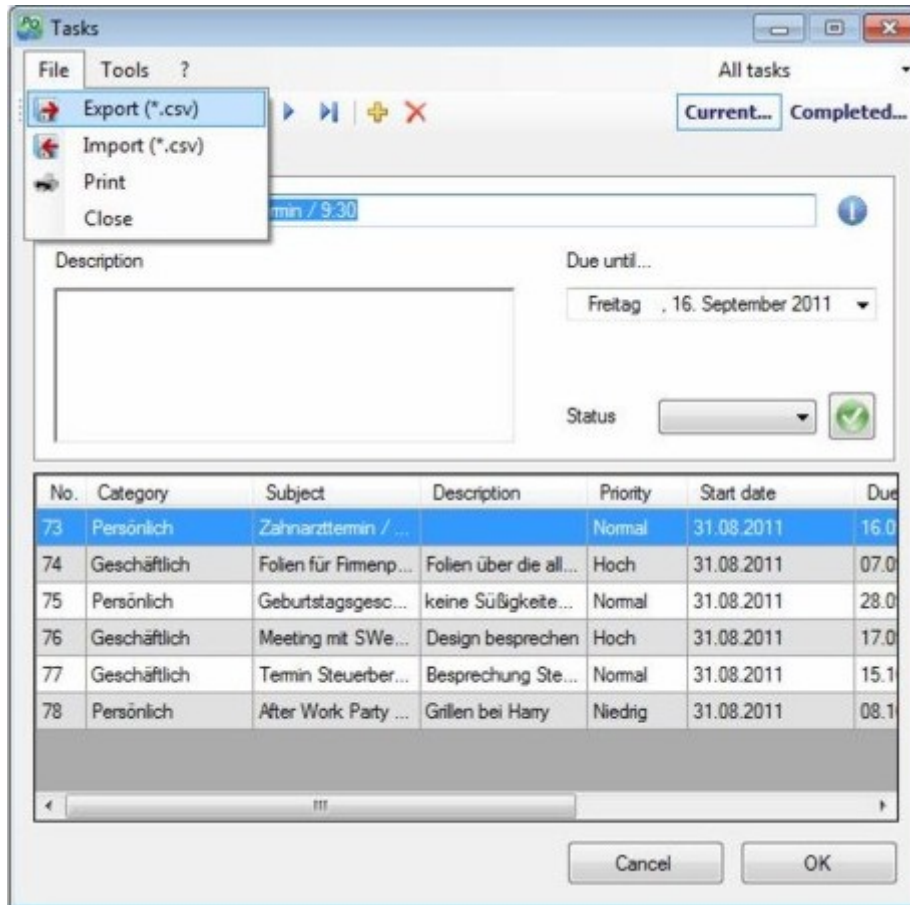 Tasks
File Tools ? All tasks
Export (*.csv)
Current... Completed...
Import (*.csv)
Print
Close
min / 9:30
Description Due until...
Freitag , 16. September 2011
Status
No. Category Subject Description Priority Start date Due
73 Persönlich Zahnarzttermin / ... Normal 31.08.2011 16.0
74 Geschäftlich Folien für Firmenp... Folien über die all... Hoch 31.08.2011 07.0
75 Persönlich Geburtstagsgesc... keine Süßigkeite... Normal 31.08.2011 28.0
76 Geschäftlich Meeting mit SWe... Design besprechen Hoch 31.08.2011 17.0
77 Geschäftlich Termin Steuerber... Besprechung Ste... Normal 31.08.2011 15.1
78 Persönlich After Work Party ... Grillen bei Harry Niedrig 31.08.2011 08.1
Cancel OK